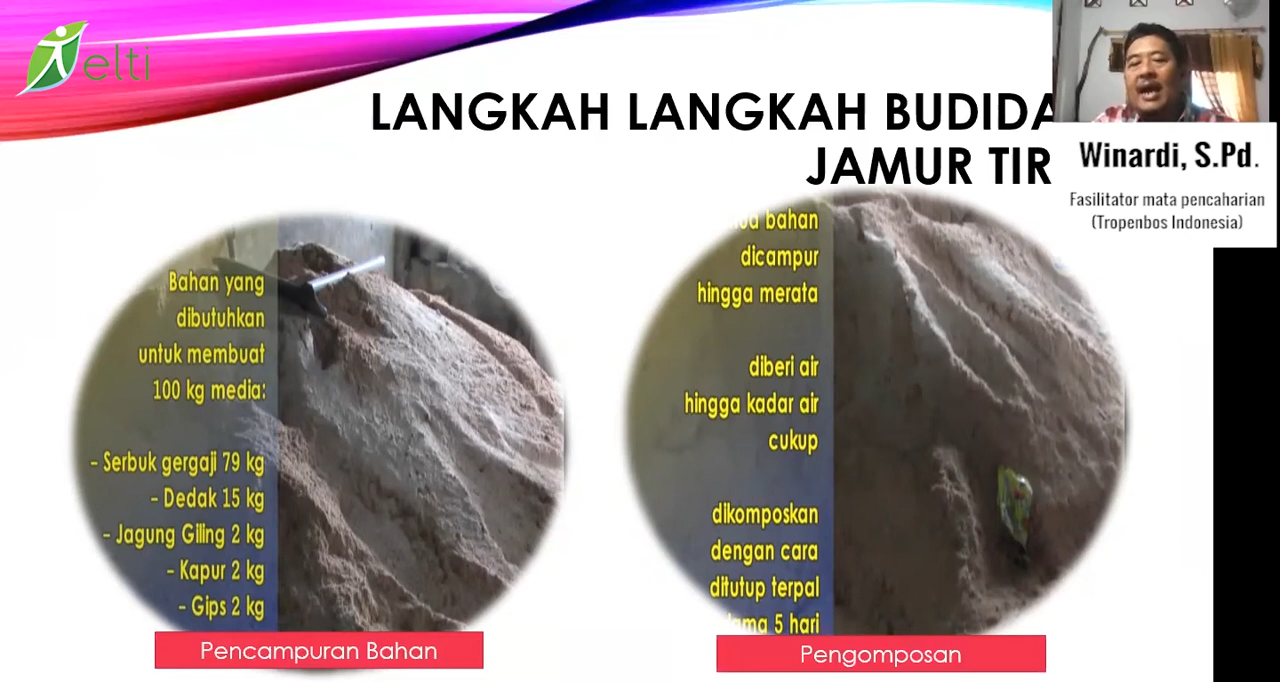 elti
LANGKAH LANGKAH BUDIDA
JAMUR TIR
Winardi, S.Pd.
Fasilitator mata pencaharian
(Tropenbos Indonesia)
Bahan yang
dibutuhkan
untuk membuat
100 kg media:
- Serbuk gergaji 79 kg
- Dedak 15 kg
- Jagung Giling 2 kg
- Kapur 2 kg
- Gips 2 kg
Pencampuran Bahan
bahan
dicampur
hingga merata
diberi air
hingga kadar air
cukup
dikomposkan
dengan cara
ditutup terpal
5 hari
Pengomposan